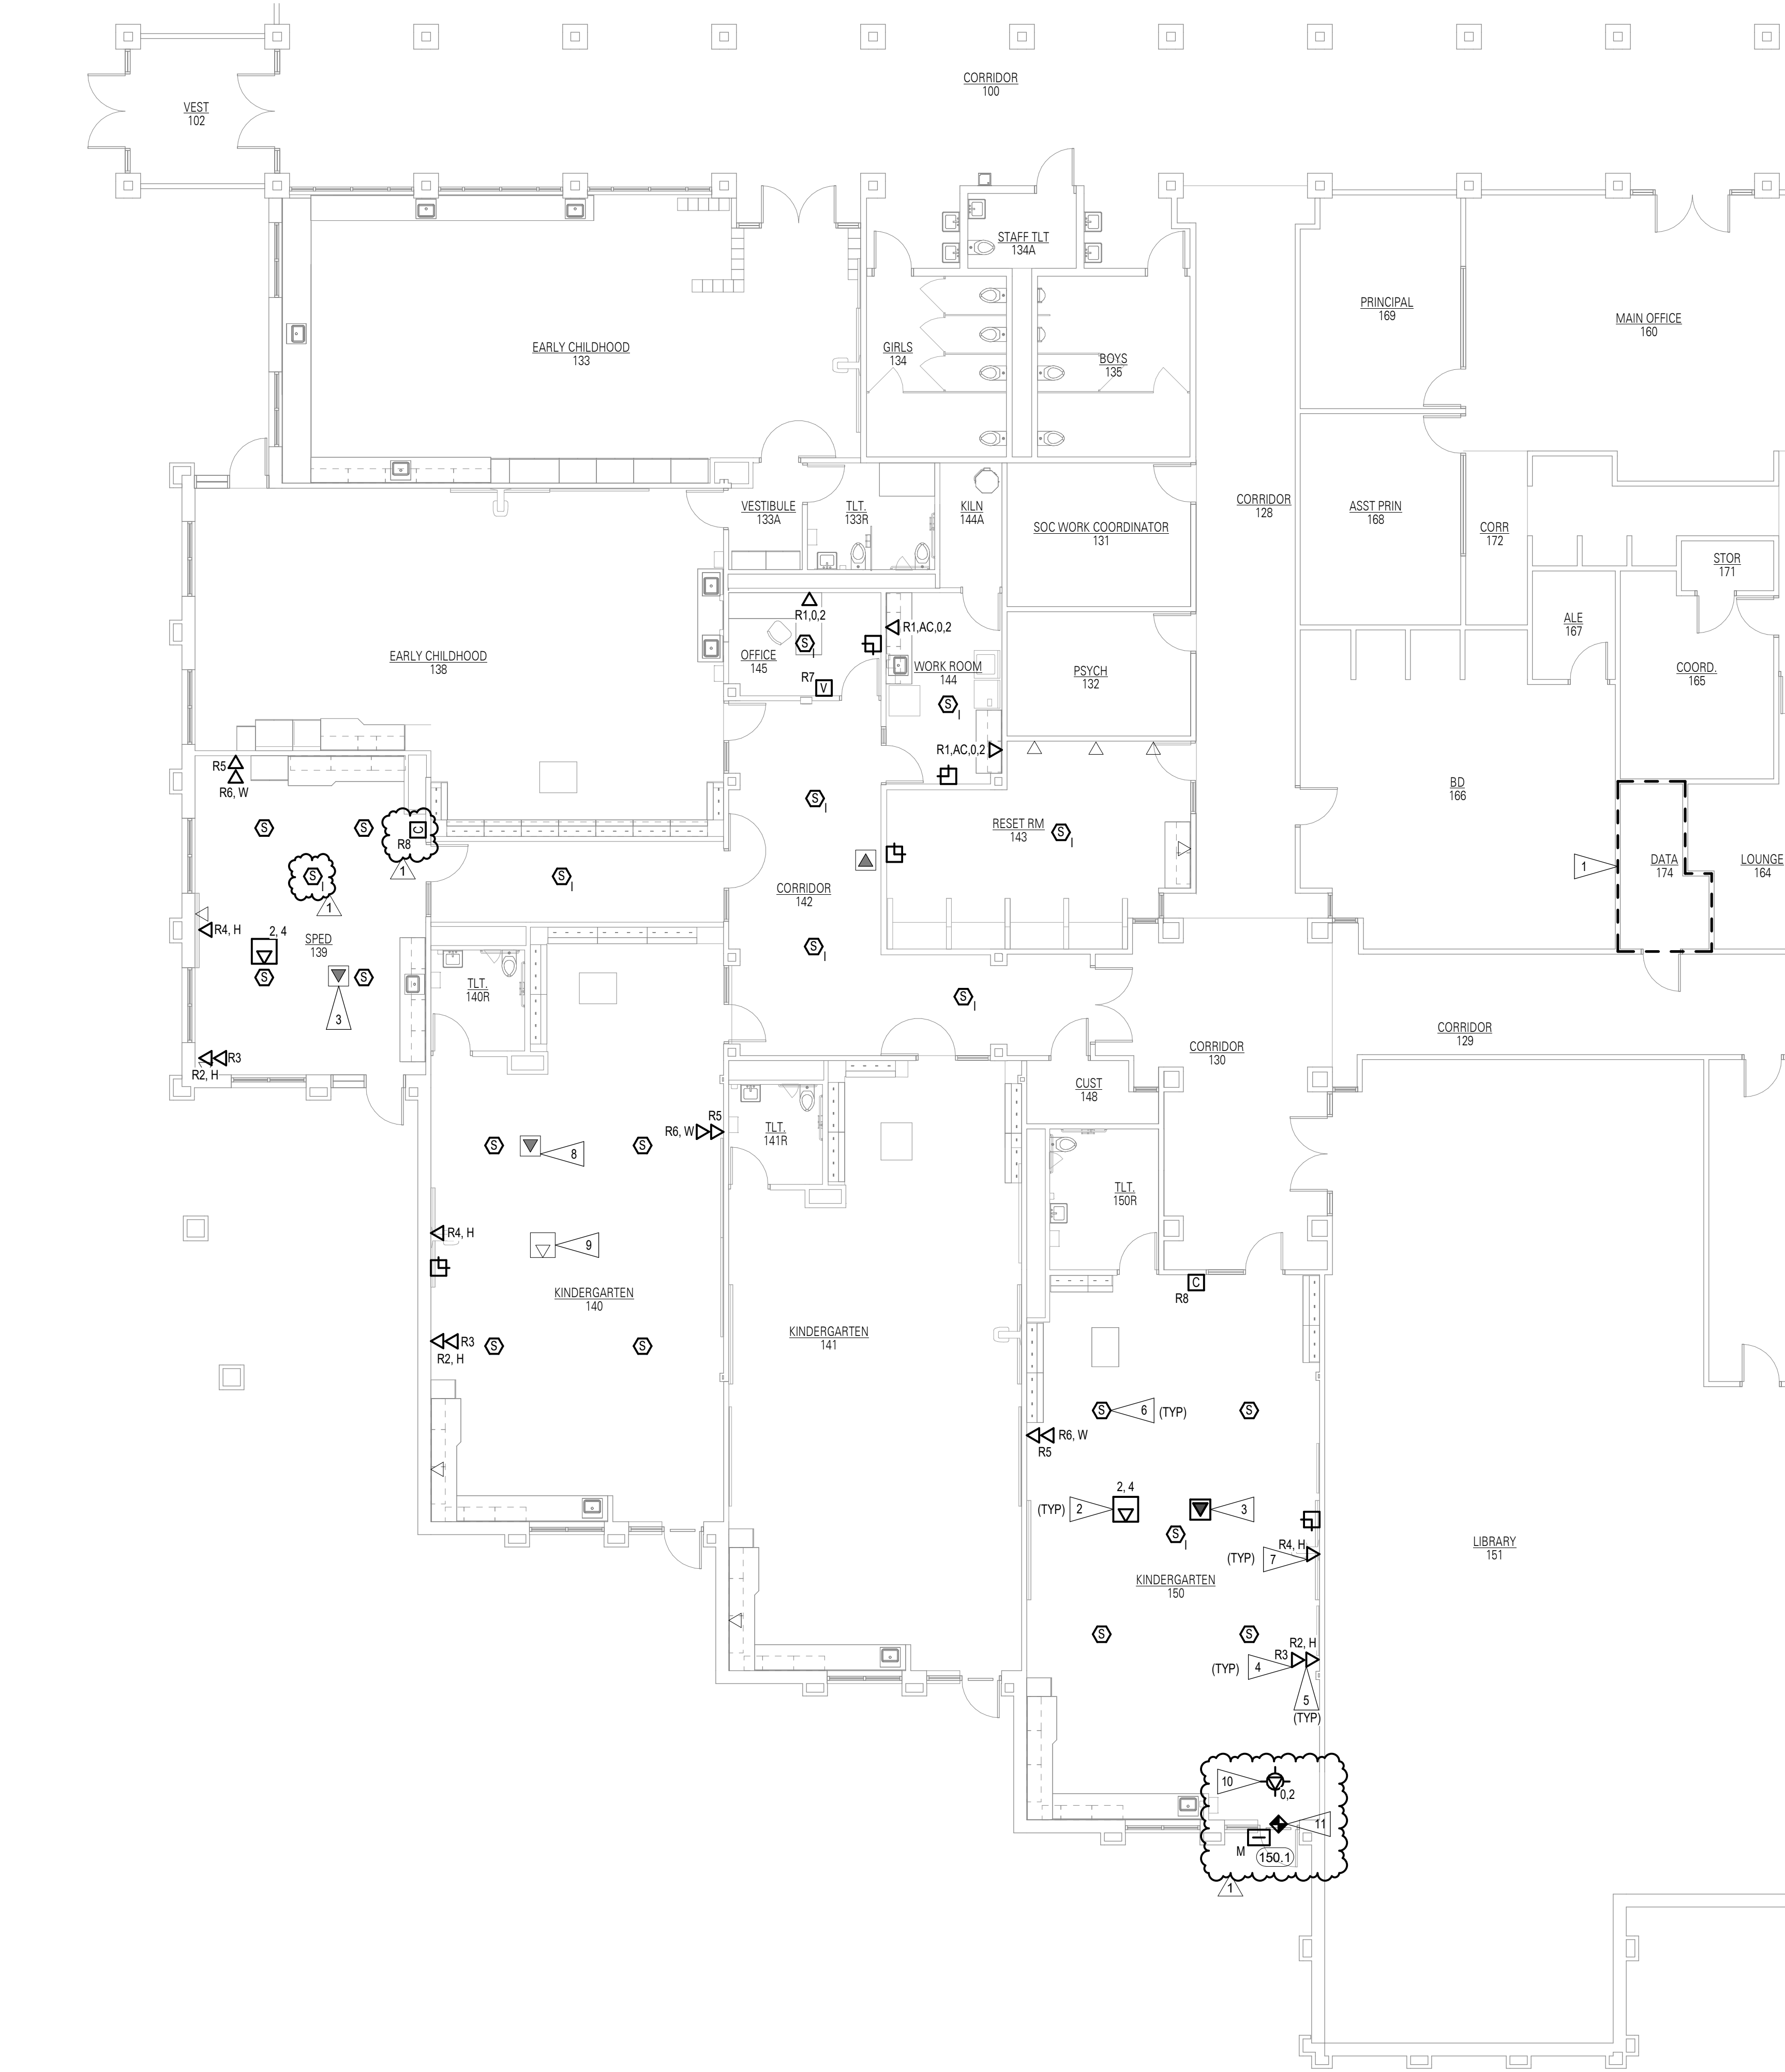 CORRIDOR
100
VEST
102
STAFF TLT
134A
PRINCIPAL
169
MAIN OFFICE
160
EARLY CHILDHOOD
133
GIRLS
134
BOYS
135
VESTIBULE
133A
TLT.
133R
KILN
144A
SOC WORK COORDINATOR
131
CORRIDOR
128
ASST PRIN
168
CORR
172
STOR
171
ALE
167
R1,0,2
R1,AC,0,2
S
I
OFFICE
145
EARLY CHILDHOOD
138
WORK ROOM
144
PSYCH
132
COORD.
165
R7
V
S
I
R1,AC,0,2
R5
R6, W
BD
166
S
I
S
S
C
R8
1
RESET RM
143
S
I
DATA
174
LOUNGE
164
1
S
I
1
S
I
CORRIDOR
142
R4, H
2, 4
SPED
139
S
I
S
S
TLT.
140R
S
I
3
CORRIDOR
129
CORRIDOR
130
R3
R2, H
CUST
148
R5
R6, W
TLT.
141R
S
S
8
TLT.
150R
R4, H
9
C
R8
KINDERGARTEN
140
KINDERGARTEN
141
R3
R2, H
S
S
S
6
(TYP)
S
R6, W
R5
2, 4
(TYP)
2
3
S
I
R4, H
(TYP)
7
LIBRARY
151
KINDERGARTEN
150
S
S
R2, H
R3
(TYP)
4
5
(TYP)
10
0,2
11
M
150.1
1